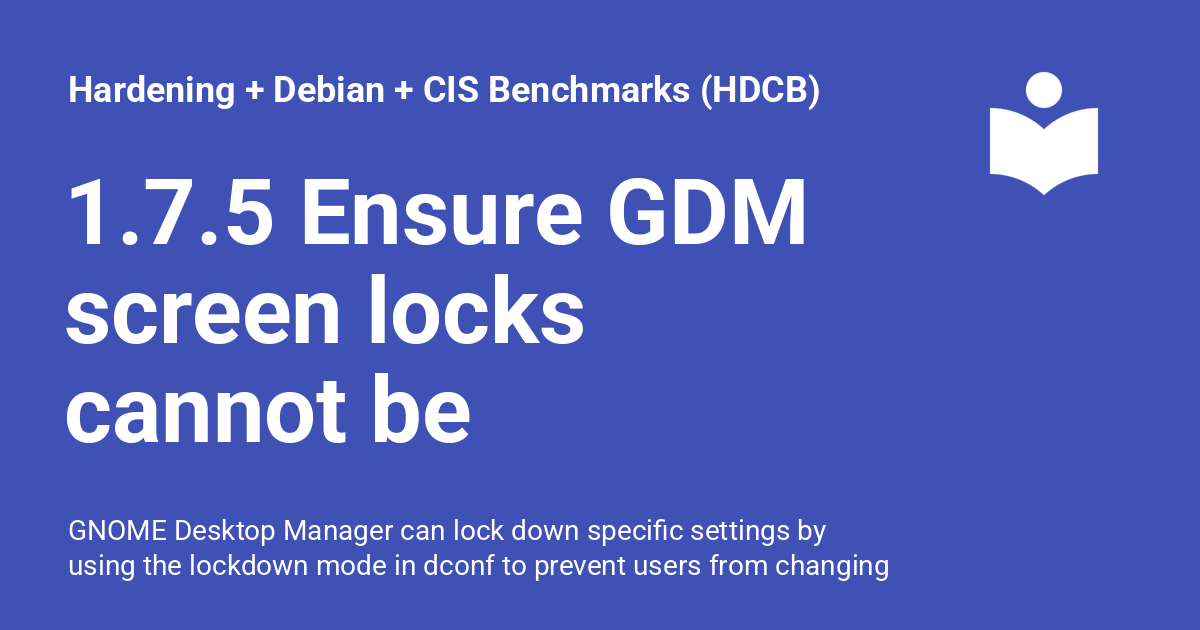 Hardening + Debian + CIS Benchmarks (HDCB)
1.7.5 Ensure GDM
screen locks
cannot be
GNOME Desktop Manager can lock down specific settings by
using the lockdown mode in dconf to prevent users from changing